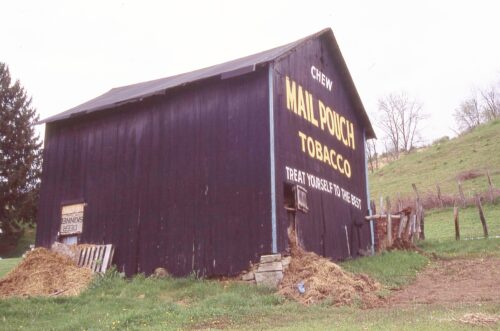 CHEW
MAIL POUCH
TOBACCO
TREAT YOURSELF TO THE BEST